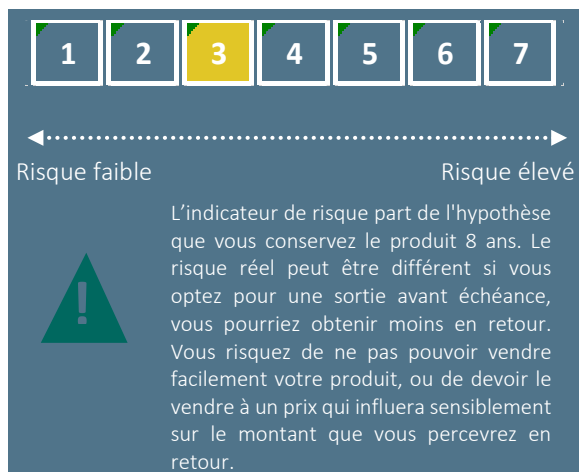 1 2 3 4 5 6 7
Risque faible Risque élevé
L’indicateur de risque part de l'hypothèse
que vous conservez le produit 8 ans. Le
risque réel peut être différent si vous
optez pour une sortie avant échéance,
vous pourriez obtenir moins en retour.
Vous risquez de ne pas pouvoir vendre
facilement votre produit, ou de devoir le
vendre à un prix qui influera sensiblement
sur le montant que vous percevrez en
retour.
!